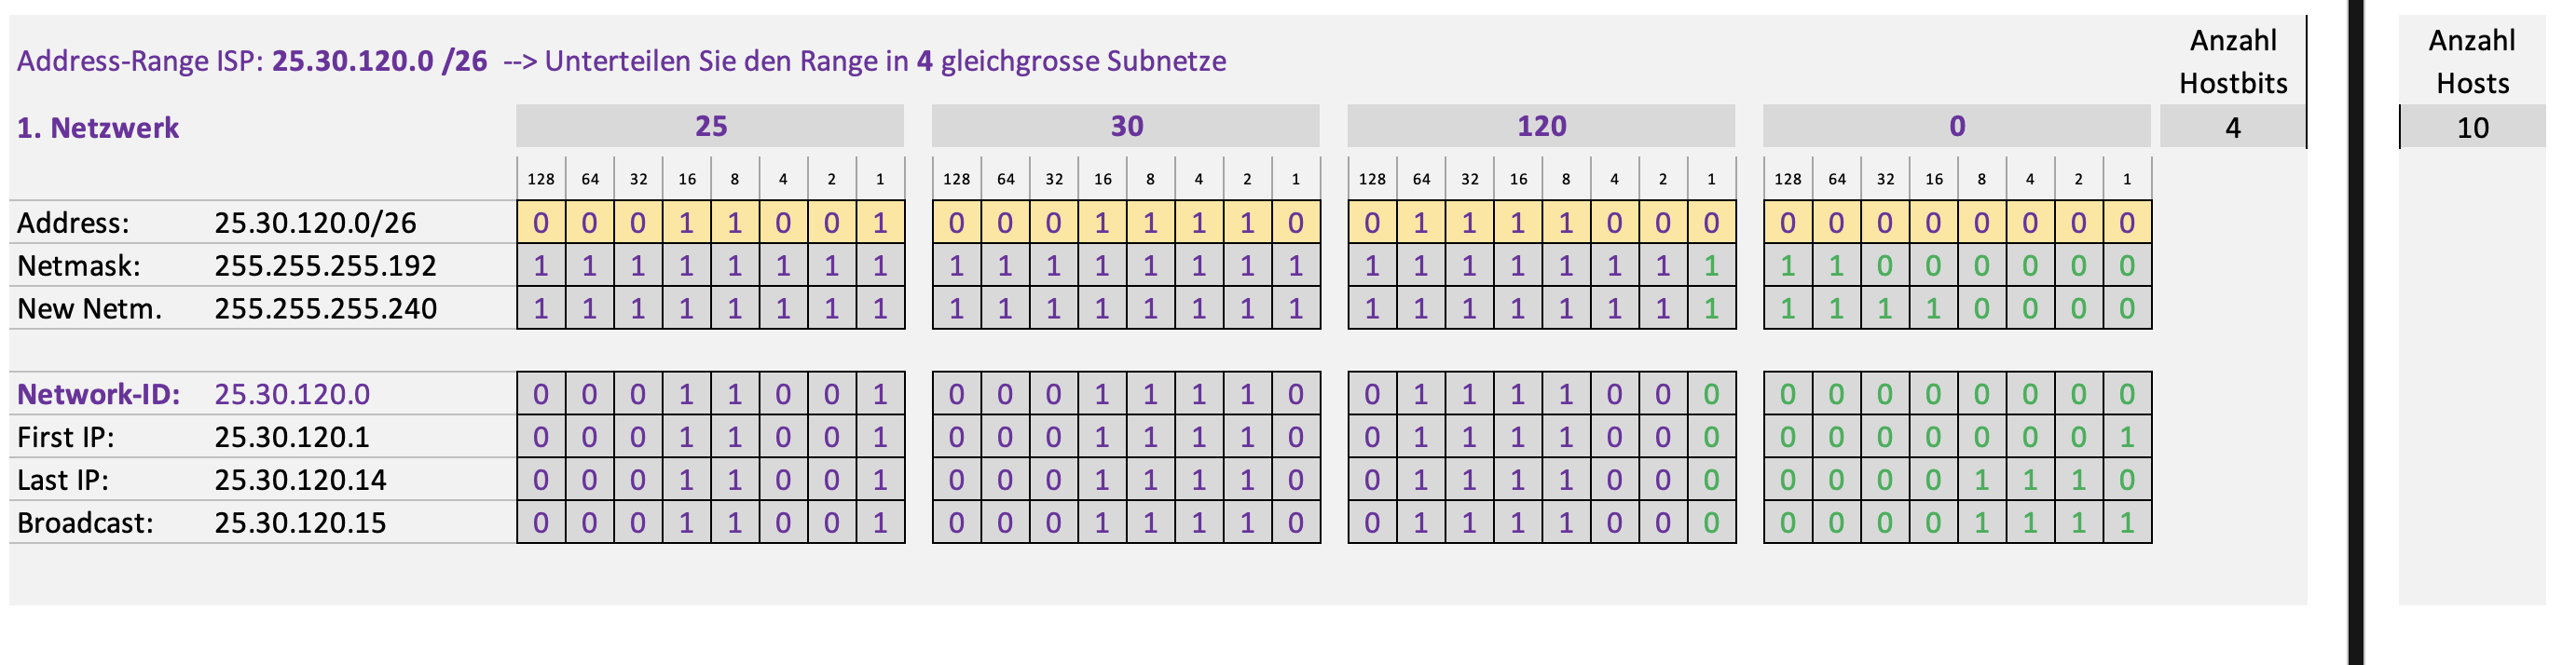 Address-Range ISP: 25.30.120.0 /26 --> Unterteilen Sie den Range in 4 gleichgrosse Subnetze
Anzahl Hostbits
Anzahl Hosts
1. Netzwerk 25 30 120 0 4 10
128 64 32 16 8 4 2 1 128 64 32 16 8 4 2 1 128 64 32 16 8 4 2 1 128 64 32 16 8 4 2 1
Address: 25.30.120.0/26 0 0 0 1 1 0 0 1 0 0 0 1 1 1 1 0 0 1 1 1 1 0 0 0 0 0 0 0 0 0 0 0
Netmask: 255.255.255.192 1 1 1 1 1 1 1 1 1 1 1 1 1 1 1 1 1 1 1 1 1 1 1 1 1 1 0 0 0 0 0 0
New Netm. 255.255.255.240 1 1 1 1 1 1 1 1 1 1 1 1 1 1 1 1 1 1 1 1 1 1 1 1 1 1 1 1 0 0 0 0
Network-ID: 25.30.120.0 0 0 0 1 1 0 0 1 0 0 0 1 1 1 1 0 0 1 1 1 1 0 0 0 0 0 0 0 0 0 0 0
First IP: 25.30.120.1 0 0 0 1 1 0 0 1 0 0 0 1 1 1 1 0 0 1 1 1 1 0 0 0 0 0 0 0 0 0 0 1
Last IP: 25.30.120.14 0 0 0 1 1 0 0 1 0 0 0 1 1 1 1 0 0 1 1 1 1 0 0 0 0 0 0 0 1 1 1 0
Broadcast: 25.30.120.15 0 0 0 1 1 0 0 1 0 0 0 1 1 1 1 0 0 1 1 1 1 0 0 0 0 0 0 0 1 1 1 1